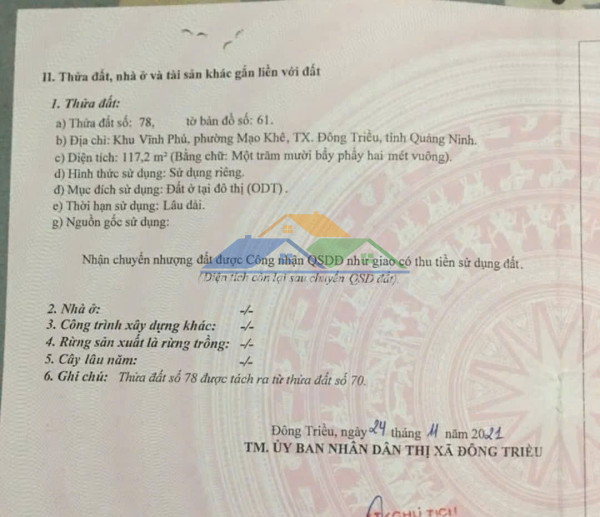 II. Thửa đất, nhà ở và tài sản khác gắn liền với đất
1. Thửa đất:
a) Thửa đất số: 78, tờ bản đồ số: 61.
b) Địa chỉ: Khu Vĩnh Phú, phường Mạo Khê, TX. Đông Triều, tỉnh Quảng Ninh.
c) Diện tích: 117,2 m² (Bằng chữ: Một trăm mười bẩy phẩy hai mét vuông).
d) Hình thức sử dụng: Sử dụng riêng.
đ) Mục đích sử dụng: Đất ở tại đô thị (ODT).
e) Thời hạn sử dụng: Lâu dài.
g) Nguồn gốc sử dụng:
Nhận chuyển nhượng đất được Công nhận QSDĐ như giao có thu tiền sử dụng đất.
(Diện tích còn lại sau chuyển QSD đất).
2. Nhà ở: -/-
3. Công trình xây dựng khác: -/-
4. Rừng sản xuất là rừng trồng: -/-
5. Cây lâu năm: -/-
6. Ghi chú: Thửa đất số 78 được tách ra từ thửa đất số 70.
Đông Triều, ngày 24 tháng 11 năm 2021
TM. ỦY BAN NHÂN DÂN THỊ XÃ ĐÔNG TRIỀU
CHỦ TỊCH